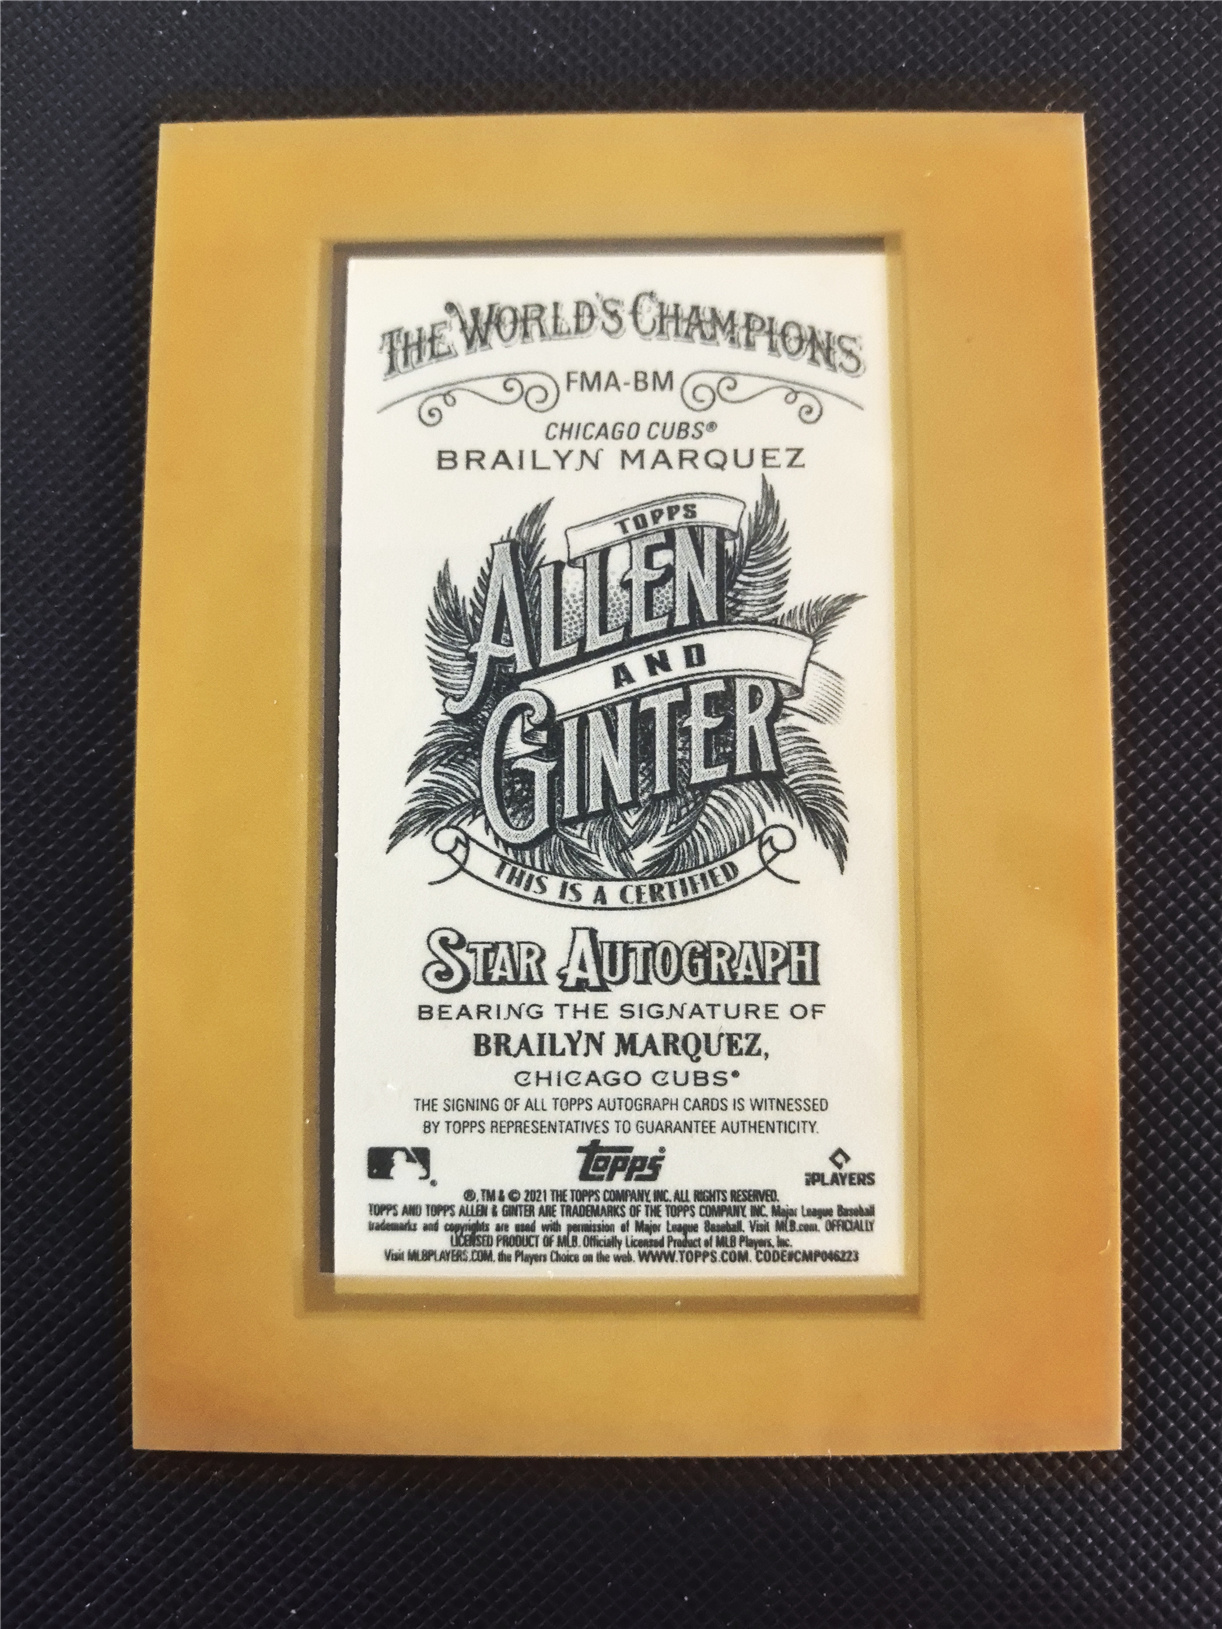 THE WORLD'S CHAMPIONS
FMA-BM
CHICAGO CUBS®
BRAILYN MARQUEZ
TOPPS
ALLEN
AND
GINTER
THIS IS A CERTIFIED
STAR AUTOGRAPH
BEARING THE SIGNATURE OF
BRAILYN MARQUEZ,
CHICAGO CUBS®
THE SIGNING OF ALL TOPPS AUTOGRAPH CARDS IS WITNESSED
BY TOPPS REPRESENTATIVES TO GUARANTEE AUTHENTICITY.
topps
PLAYERS
®, TM & © 2021 THE TOPPS COMPANY, INC. ALL RIGHTS RESERVED.
TOPPS AND TOPPS ALLEN & GINTER ARE TRADEMARKS OF THE TOPPS COMPANY, INC. Major League Baseball
trademarks and copyrights are used with permission of Major League Baseball. Visit MLB.com. OFFICIALLY
LICENSED PRODUCT OF MLB. Officially Licensed Product of MLB Players, Inc.
Visit MLBPLAYERS.COM, the Players Choice on the web. WWW.TOPPS.COM. CODE#CMP046223